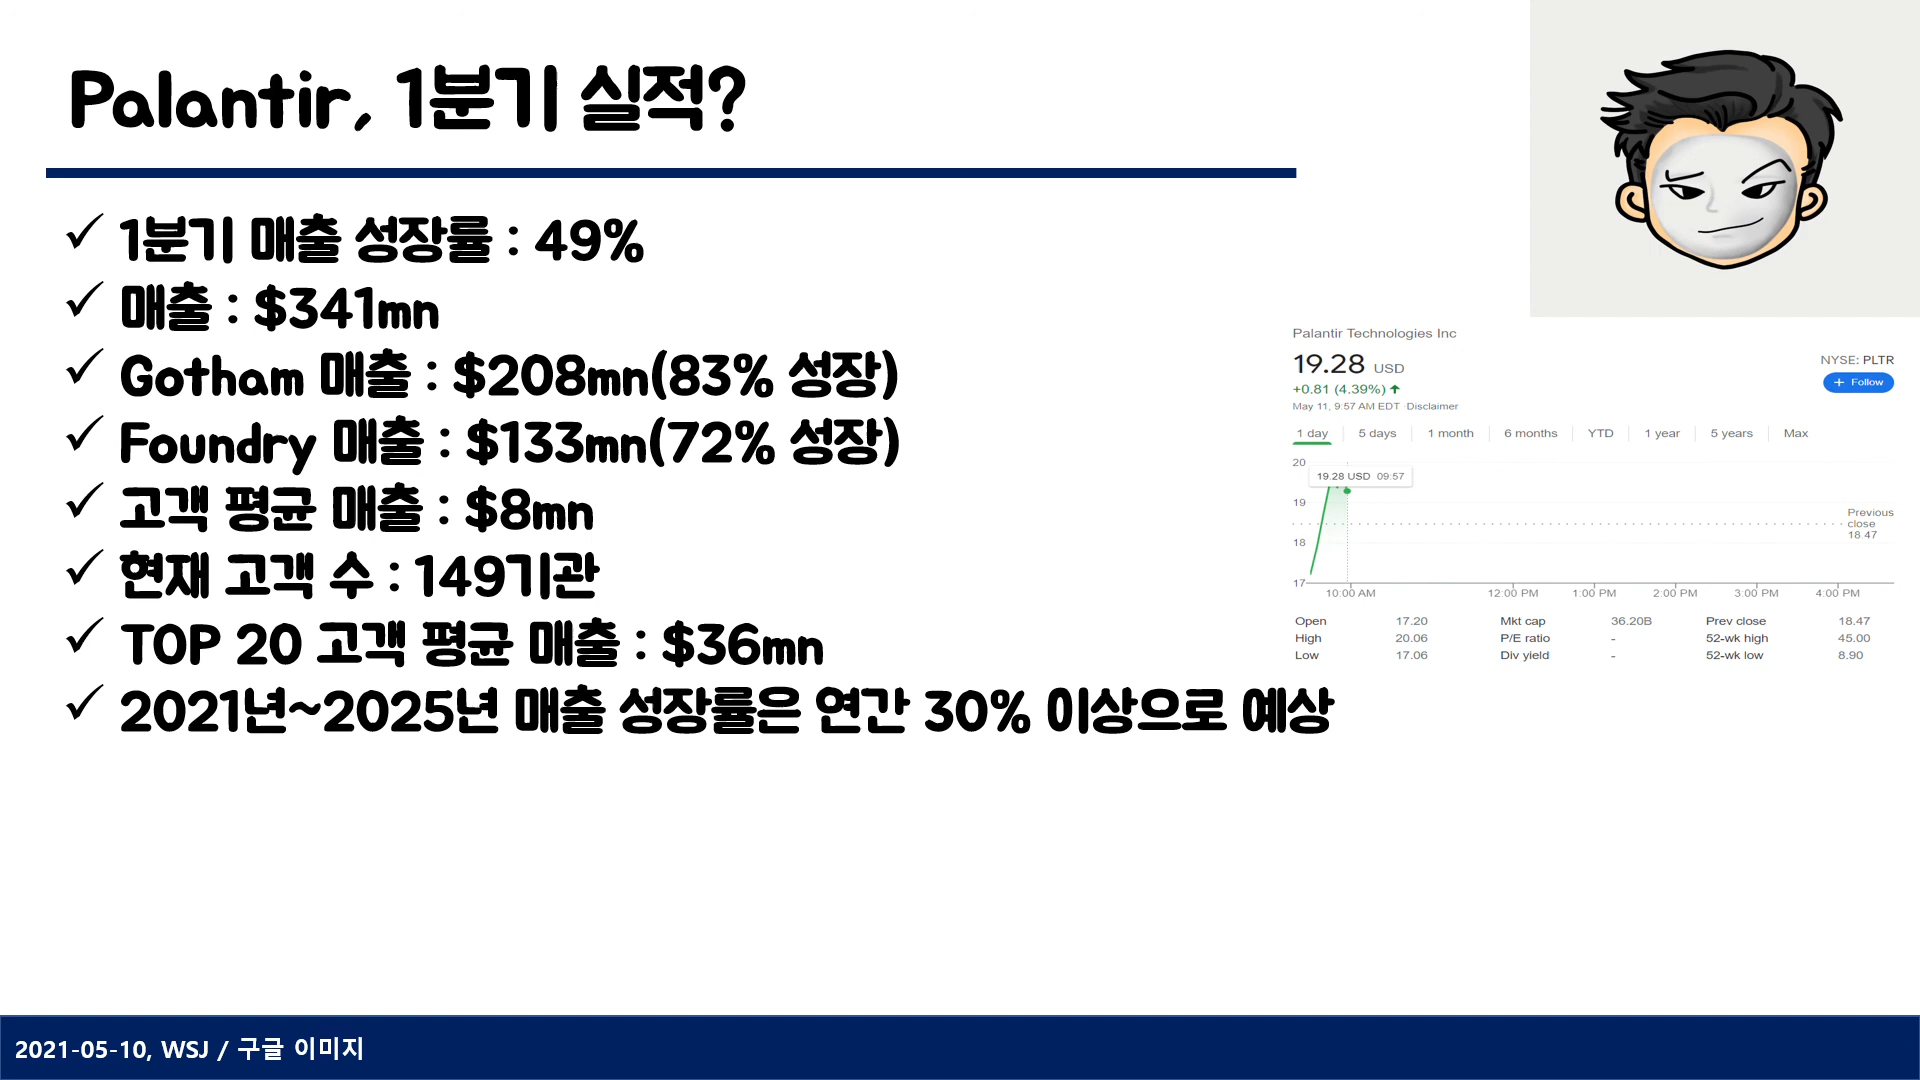 Palantir, 1분기 실적?
✓ 1분기 매출 성장률 : 49%
✓ 매출 : $341mn
✓ Gotham 매출 : $208mn(83% 성장)
✓ Foundry 매출 : $133mn(72% 성장)
✓ 고객 평균 매출 : $8mn
✓ 현재 고객 수 : 149기관
✓ TOP 20 고객 평균 매출 : $36mn
✓ 2021년~2025년 매출 성장률은 연간 30% 이상으로 예상
Palantir Technologies Inc
19.28 USD
NYSE: PLTR
+0.81 (4.39%) ↑
+ Follow
May 11, 9:57 AM EDT · Disclaimer
1 day 5 days 1 month 6 months YTD 1 year 5 years Max
20
19.28 USD 09:57
19
Previous
close
18.47
18
17
10:00 AM 12:00 PM 1:00 PM 2:00 PM 3:00 PM 4:00 PM
Open 17.20 Mkt cap 36.20B Prev close 18.47
High 20.06 P/E ratio - 52-wk high 45.00
Low 17.06 Div yield - 52-wk low 8.90
2021-05-10, WSJ / 구글 이미지